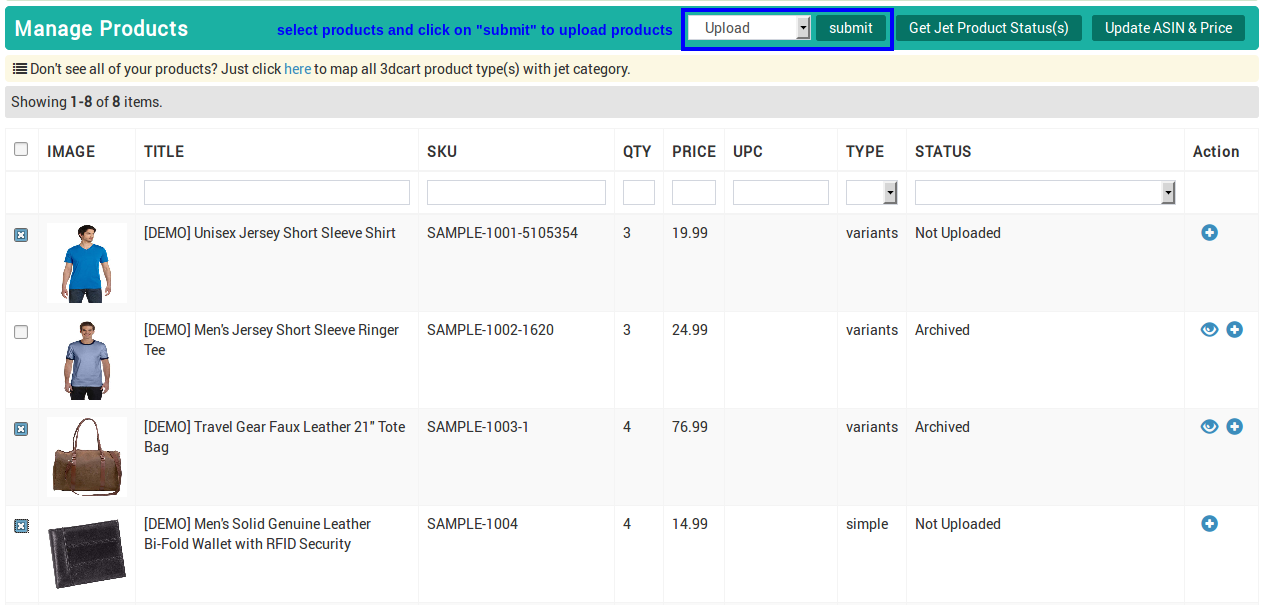 Manage Products select products and click on "submit" to upload products Upload submit Get Jet Product Status(s) Update ASIN & Price
Don't see all of your products? Just click here to map all 3dcart product type(s) with jet category.
Showing 1-8 of 8 items.
IMAGE TITLE SKU QTY PRICE UPC TYPE STATUS Action
[DEMO] Unisex Jersey Short Sleeve Shirt SAMPLE-1001-5105354 3 19.99 variants Not Uploaded
[DEMO] Men's Jersey Short Sleeve Ringer SAMPLE-1002-1620 3 24.99 variants Archived
Tee
[DEMO] Travel Gear Faux Leather 21" Tote SAMPLE-1003-1 4 76.99 variants Archived
Bag
[DEMO] Men's Solid Genuine Leather SAMPLE-1004 4 14.99 simple Not Uploaded
Bi-Fold Wallet with RFID Security